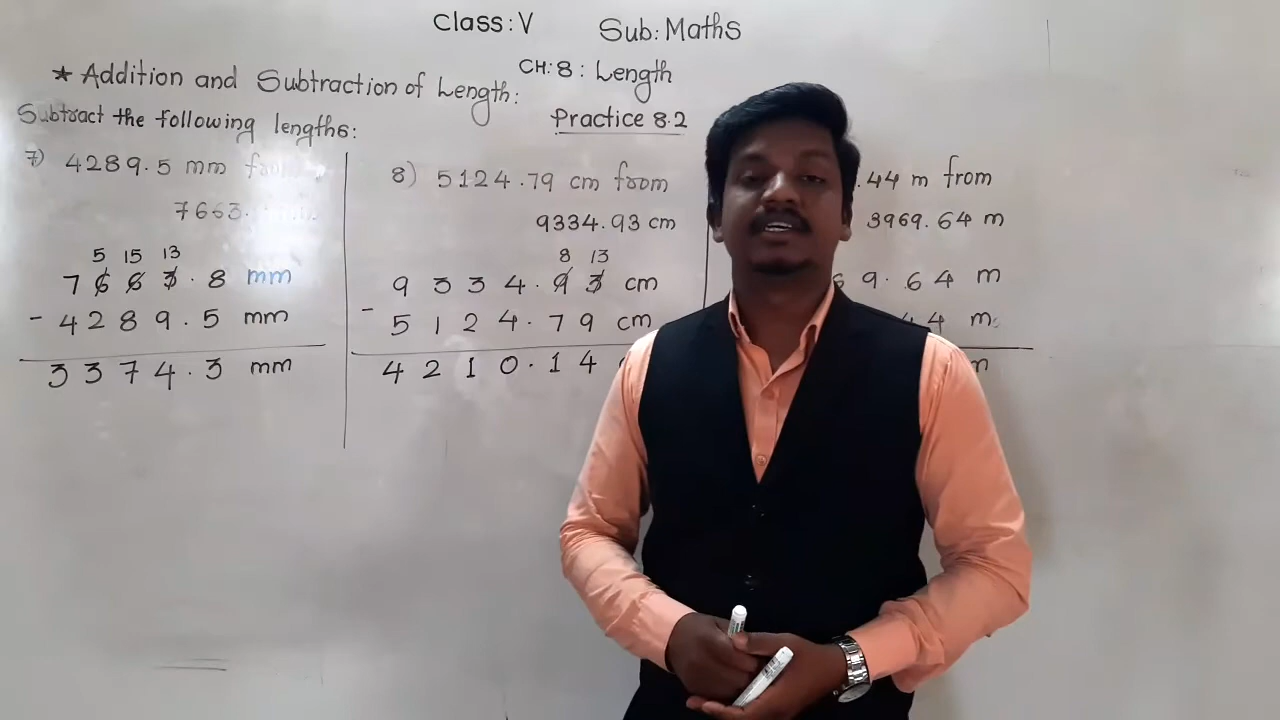 Class: V Sub: Maths
CH: 8 : Length
* Addition and Subtraction of Length:
Subtract the following lengths:
Practice 8.2
7) 4289.5 mm
7663.
5 15 13
7 6 6 3 . 8 mm
- 4 2 8 9 . 5 mm
3 3 7 4 . 3 mm
8) 5124.79 cm from
9334.93 cm
8 13
9 3 3 4 . 9 3 cm
- 5 1 2 4 . 7 9 cm
4 2 1 0 . 1 4
.44 m from
3969.64 m
6 9 . 6 4 m
4 4 m
m